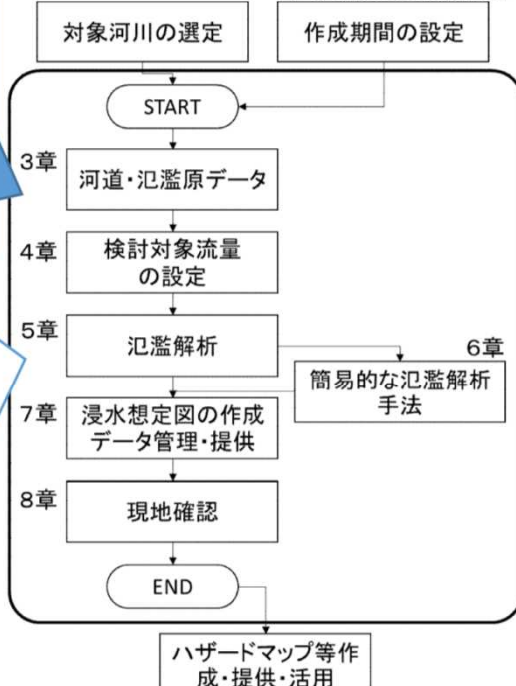 対象河川の選定
作成期間の設定
START
3章
河道・氾濫原データ
4章
検討対象流量
の設定
5章
氾濫解析
6章
簡易的な氾濫解析
手法
7章
浸水想定図の作成
データ管理・提供
8章
現地確認
END
ハザードマップ等作
成・提供・活用